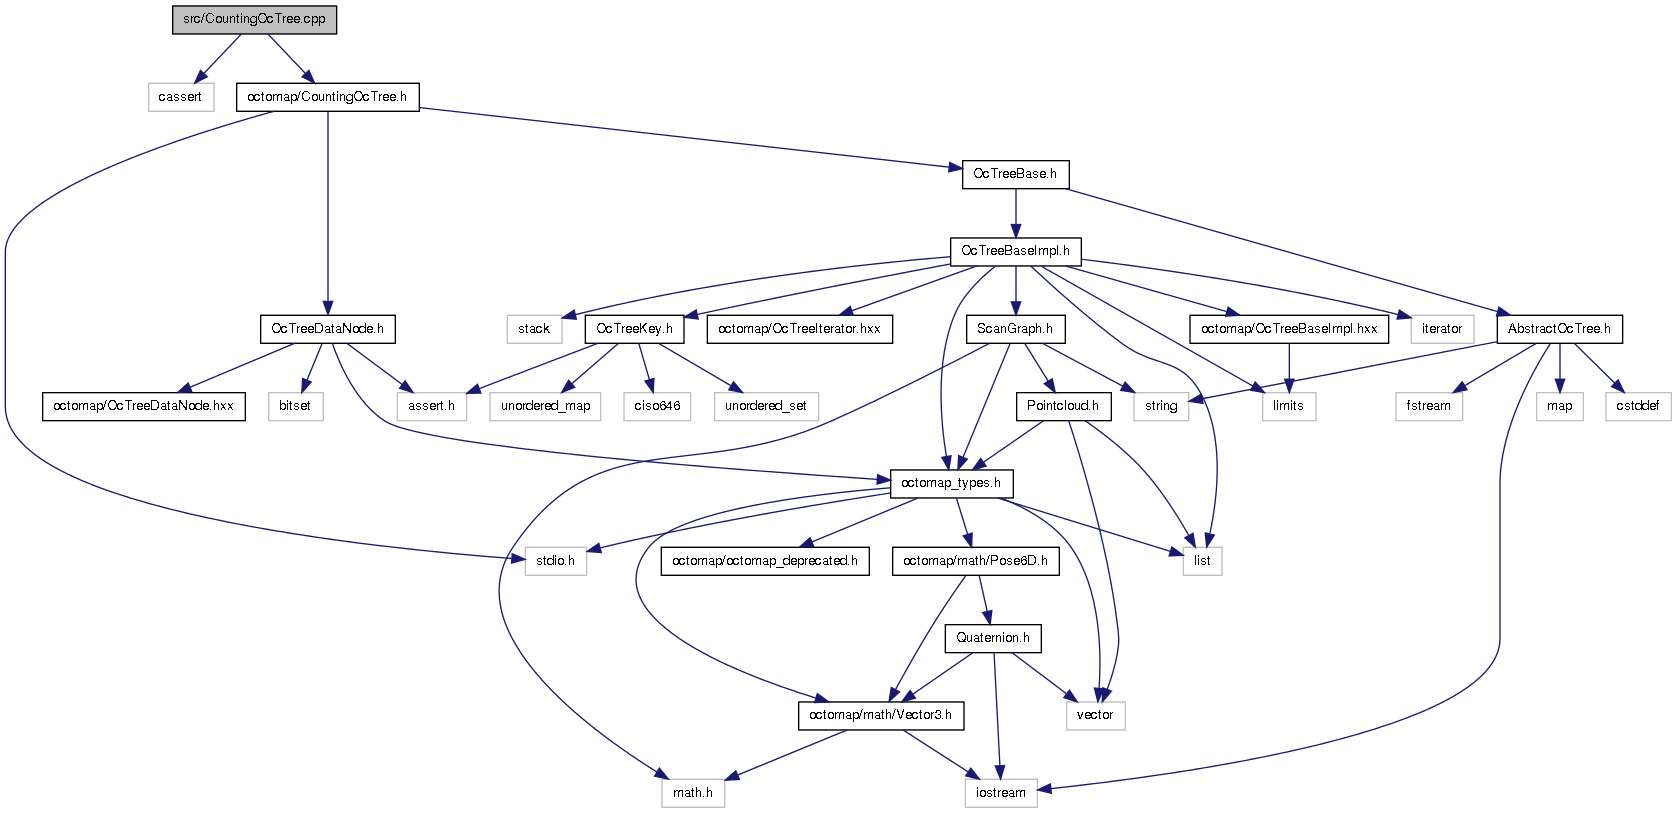 src/CountingOcTree.cpp
cassert
octomap/CountingOcTree.h
OcTreeBase.h
OcTreeBaseImpl.h
OcTreeDataNode.h
stack
OcTreeKey.h
octomap/OcTreeIterator.hxx
ScanGraph.h
octomap/OcTreeBaseImpl.hxx
iterator
AbstractOcTree.h
octomap/OcTreeDataNode.hxx
bitset
assert.h
unordered_map
ciso646
unordered_set
Pointcloud.h
string
limits
fstream
map
cstddef
octomap_types.h
stdio.h
octomap/octomap_deprecated.h
octomap/math/Pose6D.h
list
Quaternion.h
octomap/math/Vector3.h
vector
math.h
iostream